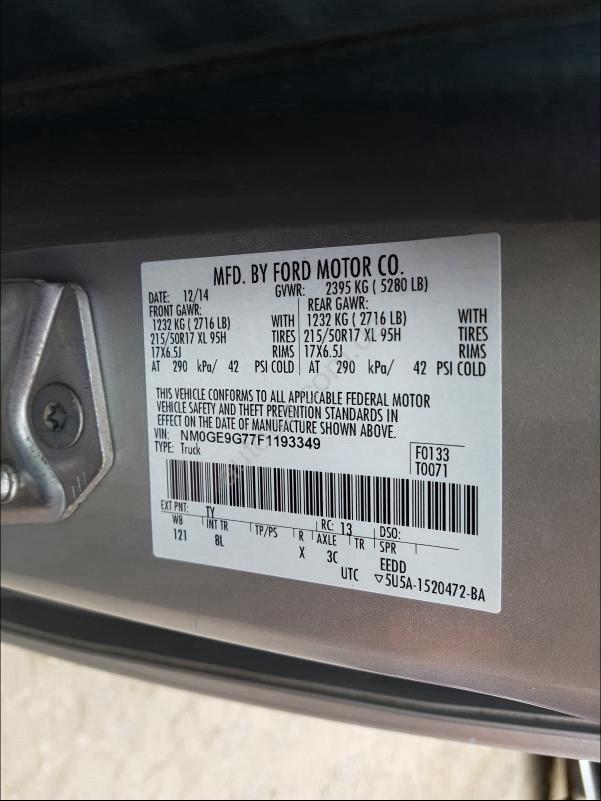 MFD. BY FORD MOTOR CO.
DATE: 12/14 GVWR: 2395 KG ( 5280 LB)
FRONT GAWR: REAR GAWR:
1232 KG ( 2716 LB) WITH 1232 KG ( 2716 LB) WITH
215/50R17 XL 95H TIRES 215/50R17 XL 95H TIRES
17X6.5J RIMS 17X6.5J RIMS
AT 290 kPa/ 42 PSI COLD AT 290 kPa/ 42 PSI COLD
THIS VEHICLE CONFORMS TO ALL APPLICABLE FEDERAL MOTOR
VEHICLE SAFETY AND THEFT PREVENTION STANDARDS IN
EFFECT ON THE DATE OF MANUFACTURE SHOWN ABOVE.
VIN: NM0GE9G77F1193349
TYPE: Truck
F0133
T0071
EXT PNT: TY RC: 13 DSO:
WB INT TR TP/PS R AXLE TR SPR
121 8L X 3C EEDD
UTC ▽5U5A-1520472-BA